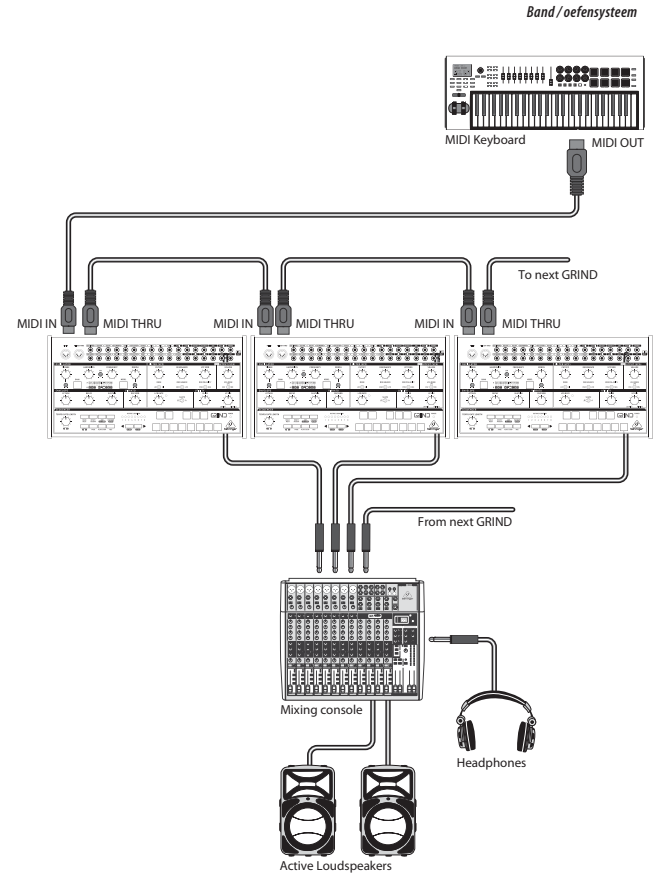 Band / oefensysteem
MIDI Keyboard
MIDI OUT
To next GRIND
MIDI IN
MIDI THRU
MIDI IN
MIDI THRU
MIDI IN
MIDI THRU
From next GRIND
Mixing console
Headphones
Active Loudspeakers